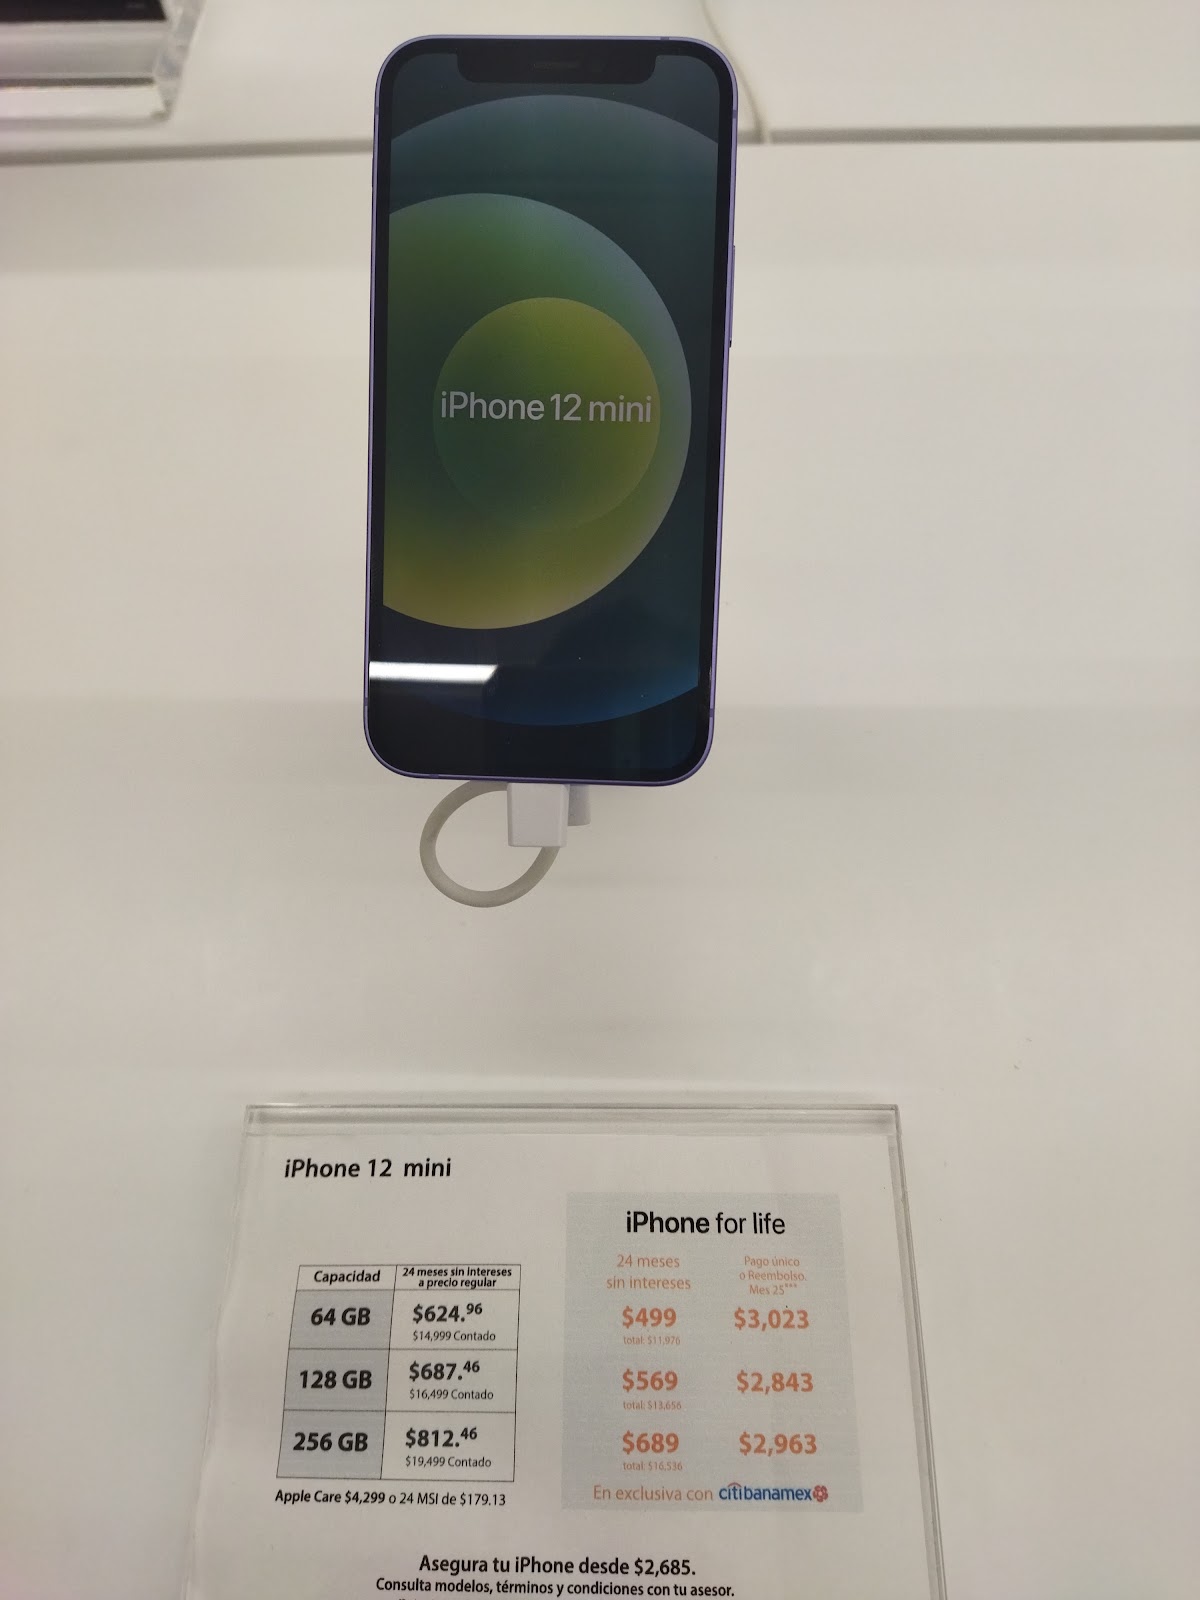 iPhone 12 mini
iPhone 12 mini
Capacidad
24 meses sin intereses
a precio regular
64 GB
$624.96
$14,999 Contado
128 GB
$687.46
$16,499 Contado
256 GB
$812.46
$19,499 Contado
Apple Care $4,299 o 24 MSI de $179.13
iPhone for life
24 meses
sin intereses
Pago único
o Reembolso.
Mes 25***
$499
$3,023
total: $11,976
$569
$2,843
total: $13,656
$689
$2,963
total: $16,536
En exclusiva con citibanamex
Asegura tu iPhone desde $2,685.
Consulta modelos, términos y condiciones con tu asesor.